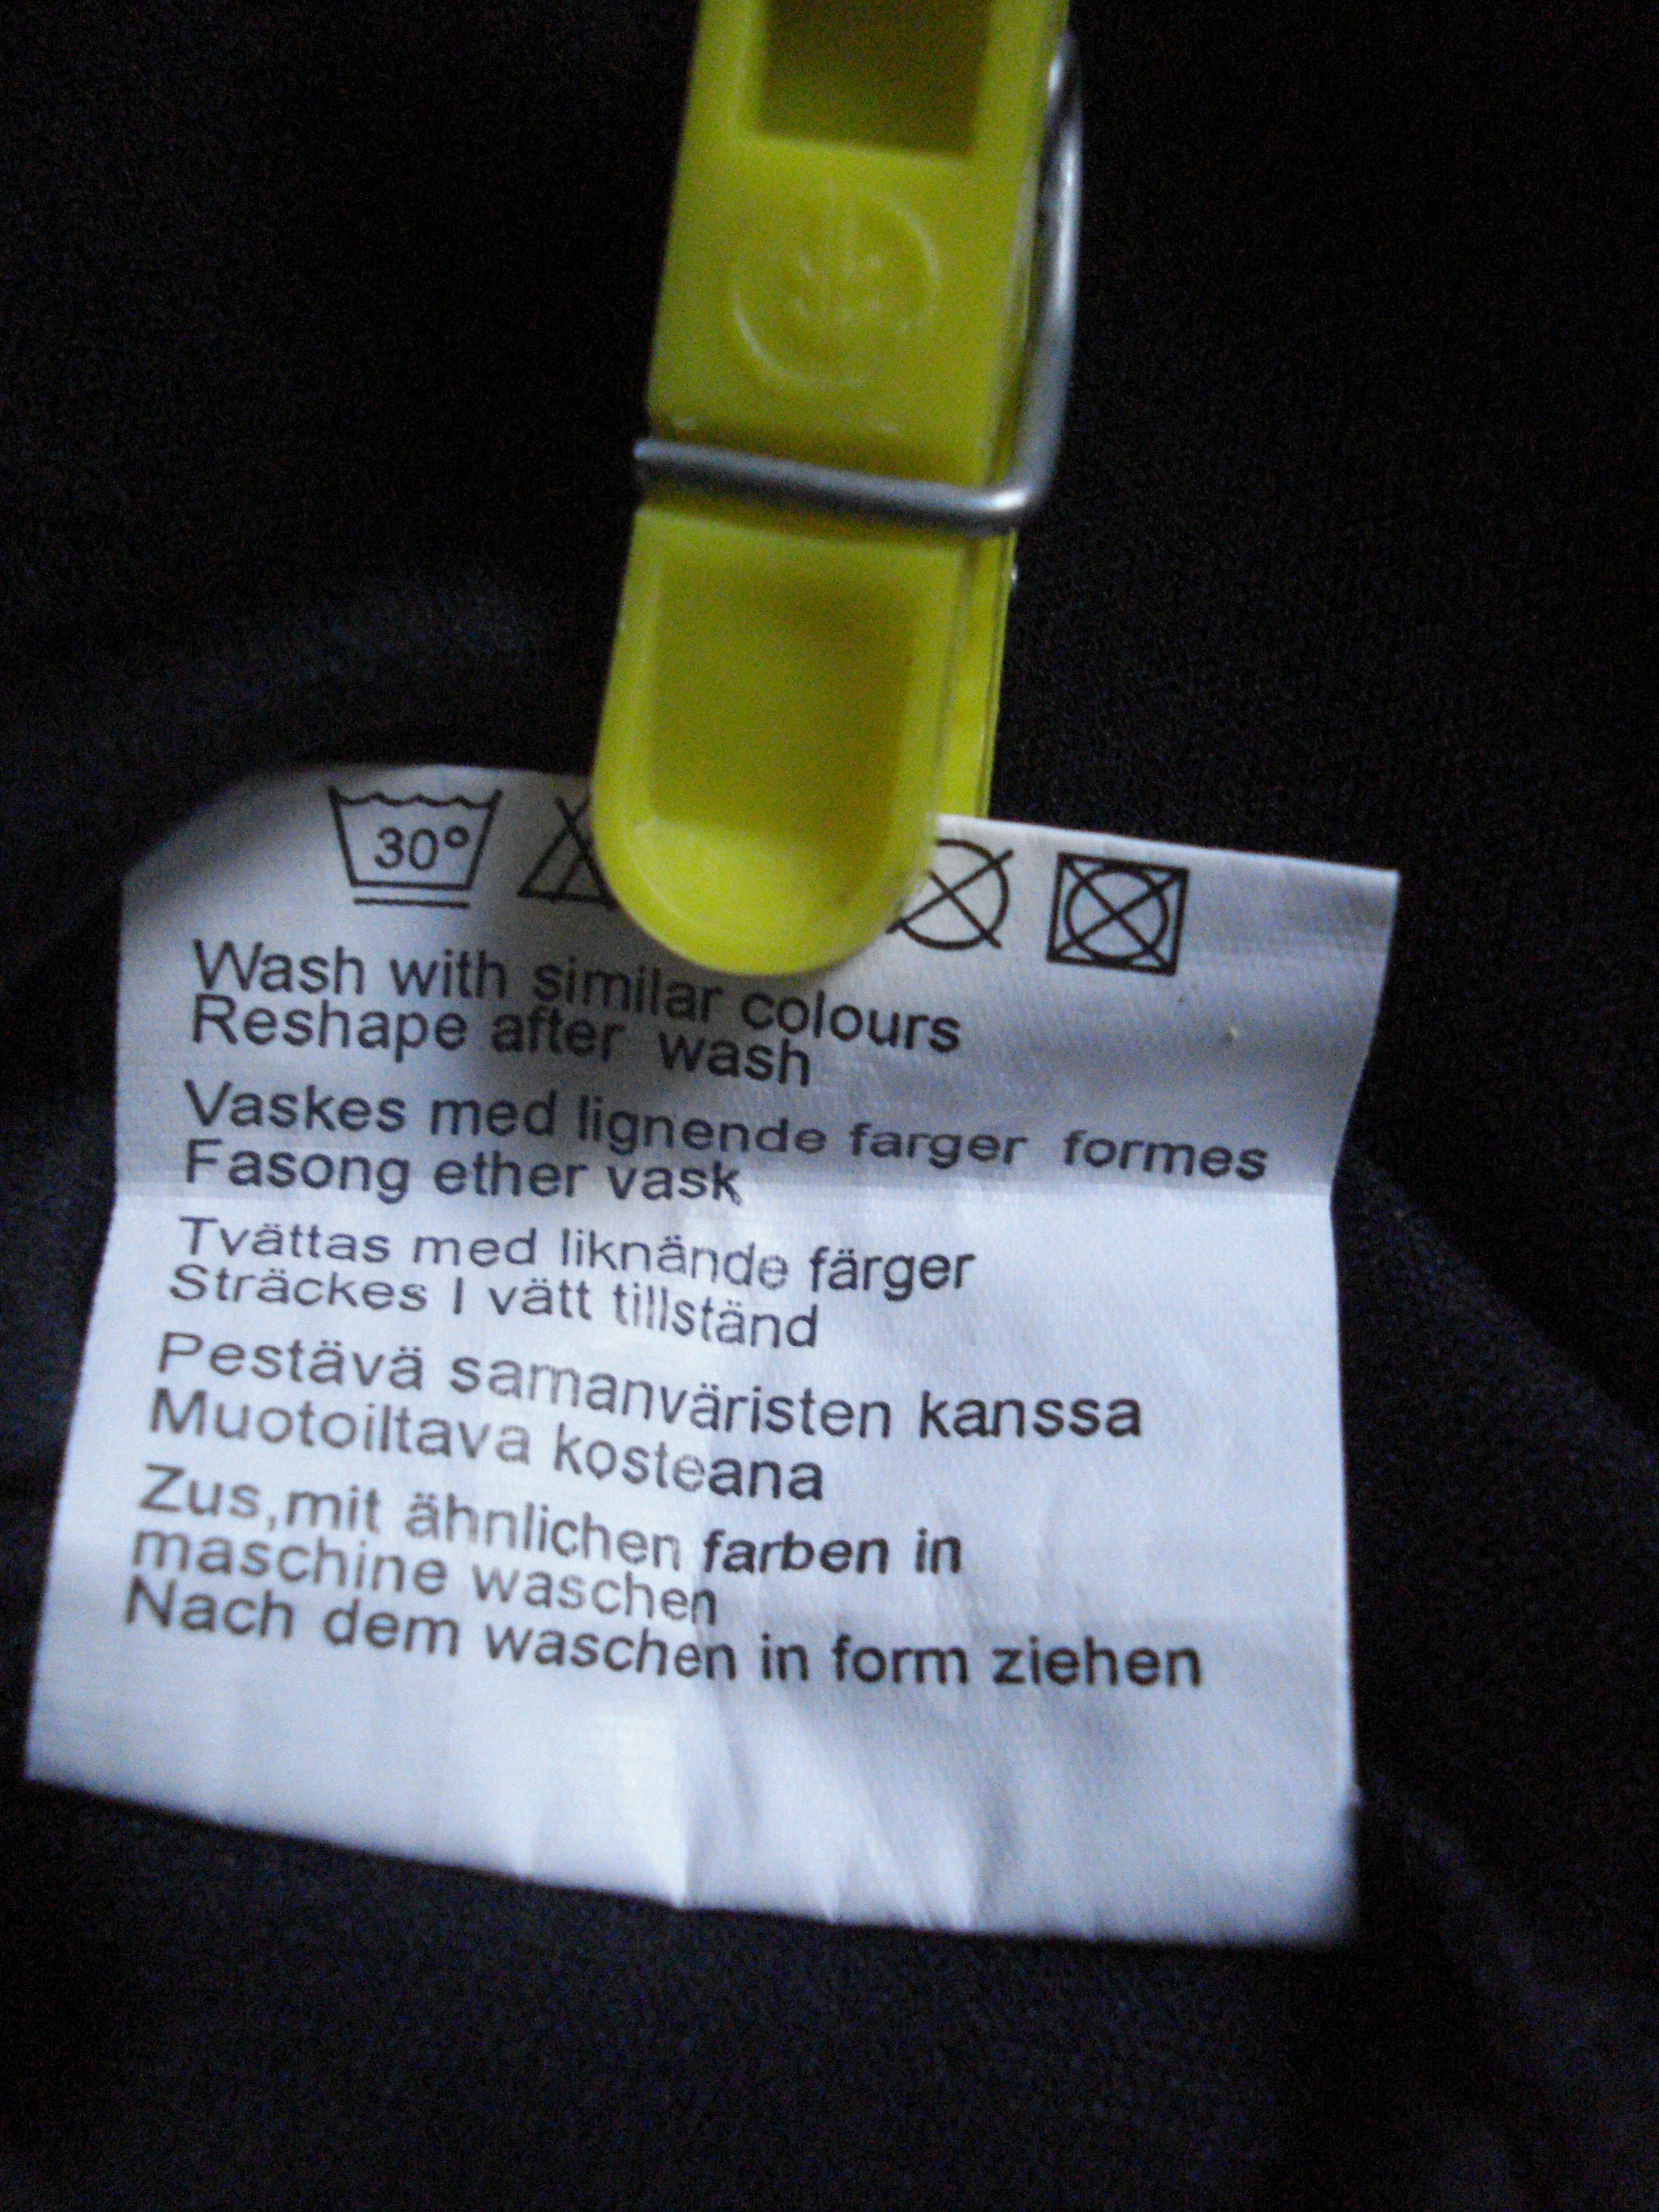 30°
Wash with similar colours
Reshape after wash
Vaskes med lignende farger formes
Fasong ether vask
Tvättas med liknände färger
Sträckes I vätt tillständ
Pestävä samanväristen kanssa
Muotoiltava kosteana
Zus,mit ähnlichen farben in
maschine waschen
Nach dem waschen in form ziehen